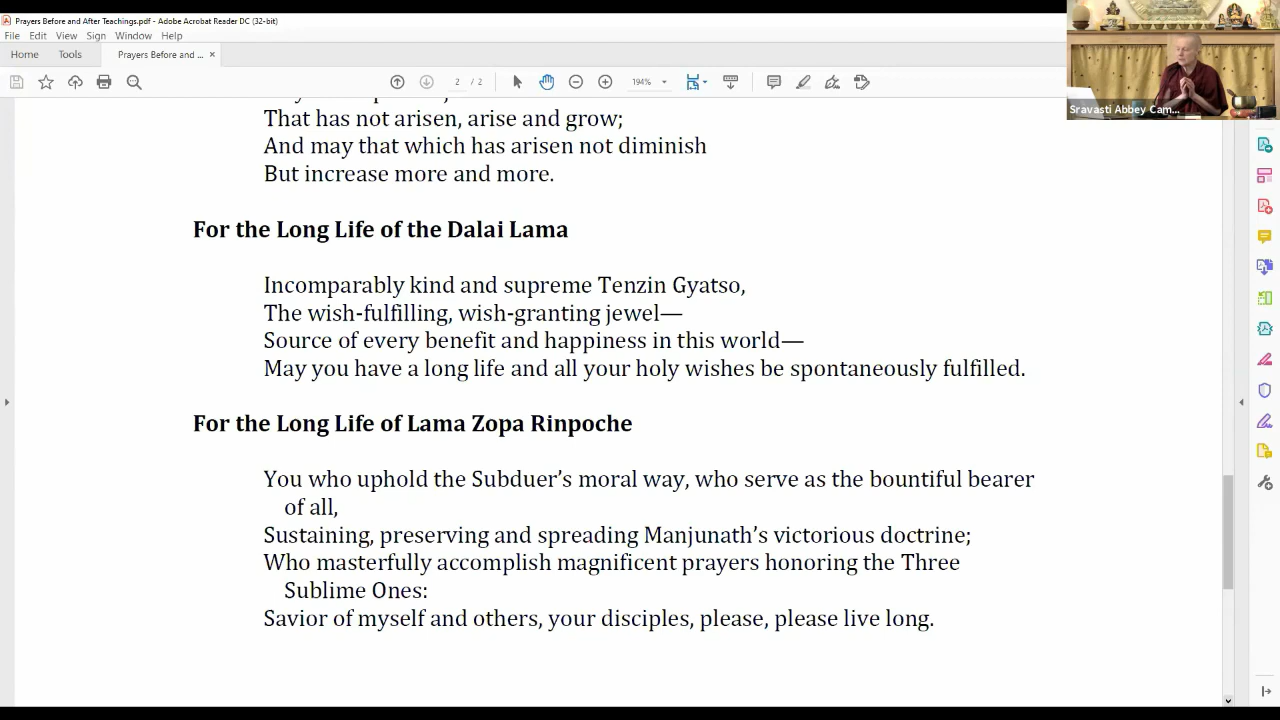 Prayers Before and After Teachings.pdf - Adobe Acrobat Reader DC (32-bit)
File Edit View Sign Window Help
Home Tools Prayers Before and ... ×
2 / 2 194%
Sravasti Abbey Cam...
That has not arisen, arise and grow;
And may that which has arisen not diminish
But increase more and more.
For the Long Life of the Dalai Lama
Incomparably kind and supreme Tenzin Gyatso,
The wish-fulfilling, wish-granting jewel—
Source of every benefit and happiness in this world—
May you have a long life and all your holy wishes be spontaneously fulfilled.
For the Long Life of Lama Zopa Rinpoche
You who uphold the Subduer’s moral way, who serve as the bountiful bearer
of all,
Sustaining, preserving and spreading Manjunath’s victorious doctrine;
Who masterfully accomplish magnificent prayers honoring the Three
Sublime Ones:
Savior of myself and others, your disciples, please, please live long.